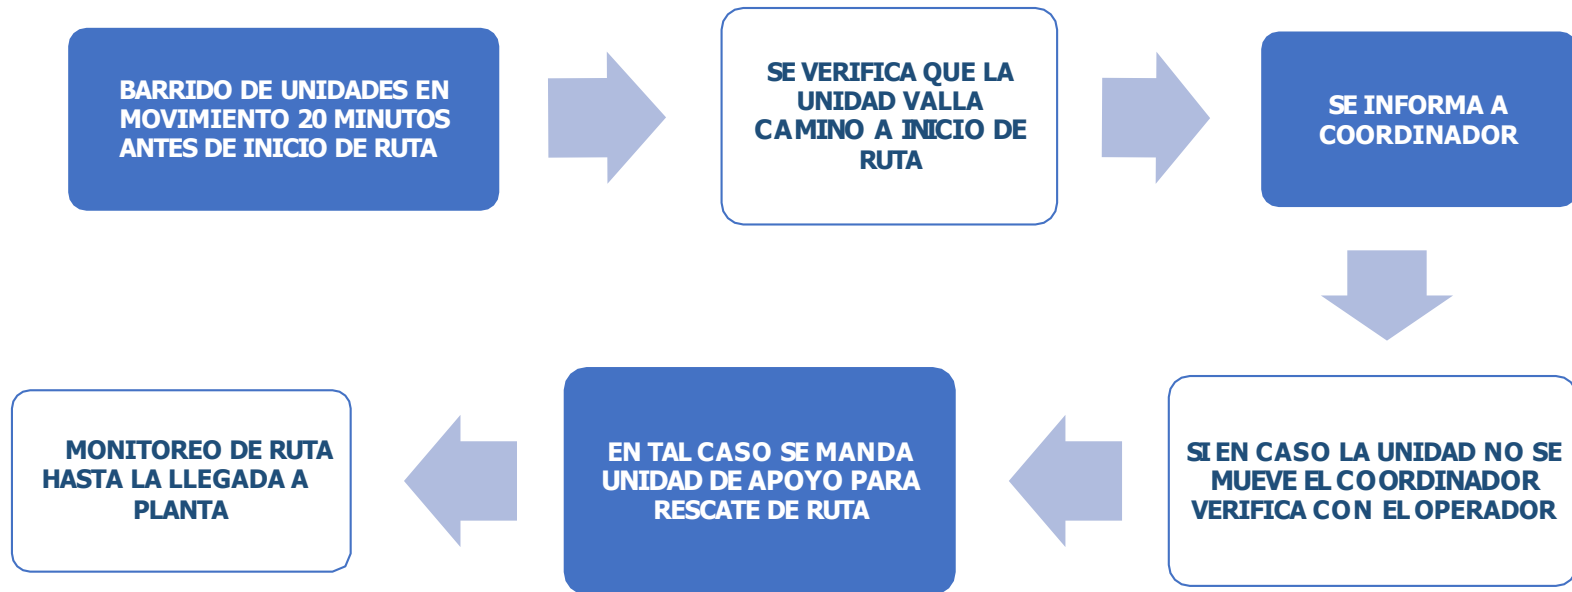 BARRIDO DE UNIDADES EN
MOVIMIENTO 20 MINUTOS
ANTES DE INICIO DE RUTA
SE VERIFICA QUE LA
UNIDAD VALLA
CAMINO A INICIO DE
RUTA
SE INFORMA A
COORDINADOR
SI EN CASO LA UNIDAD NO SE
MUEVE EL COORDINADOR
VERIFICA CON EL OPERADOR
EN TAL CASO SE MANDA
UNIDAD DE APOYO PARA
RESCATE DE RUTA
MONITOREO DE RUTA
HASTA LA LLEGADA A
PLANTA